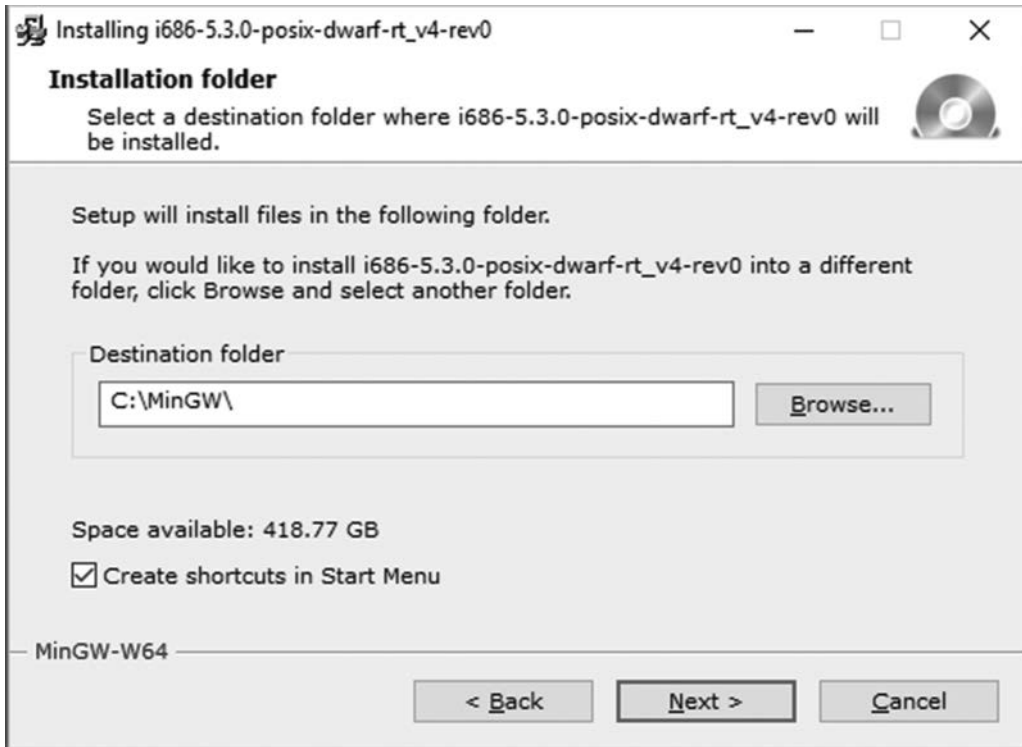 Installing i686-5.3.0-posix-dwarf-rt_v4-rev0
Installation folder
Select a destination folder where i686-5.3.0-posix-dwarf-rt_v4-rev0 will
be installed.
Setup will install files in the following folder.
If you would like to install i686-5.3.0-posix-dwarf-rt_v4-rev0 into a different
folder, click Browse and select another folder.
Destination folder
C:\MinGW\
Browse...
Space available: 418.77 GB
Create shortcuts in Start Menu
MinGW-W64
< Back
Next >
Cancel